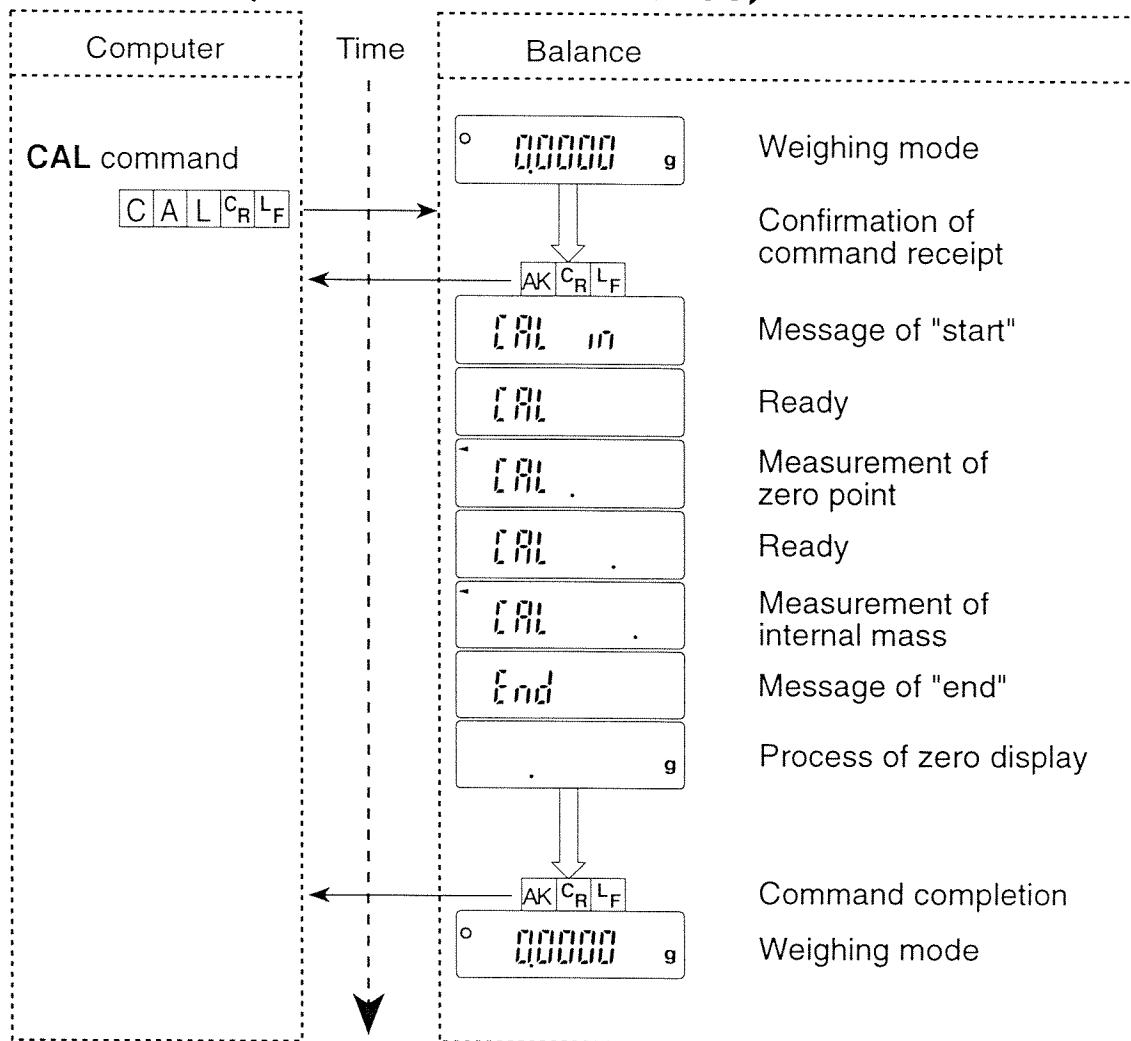 Computer Time Balance
0.0000 g Weighing mode
CAL command
C A L CR LF
Confirmation of
command receipt
AK CR LF
CAL in Message of "start"
CAL Ready
CAL . Measurement of
zero point
CAL . Ready
CAL . Measurement of
internal mass
End Message of "end"
. g Process of zero display
AK CR LF Command completion
0.0000 g Weighing mode